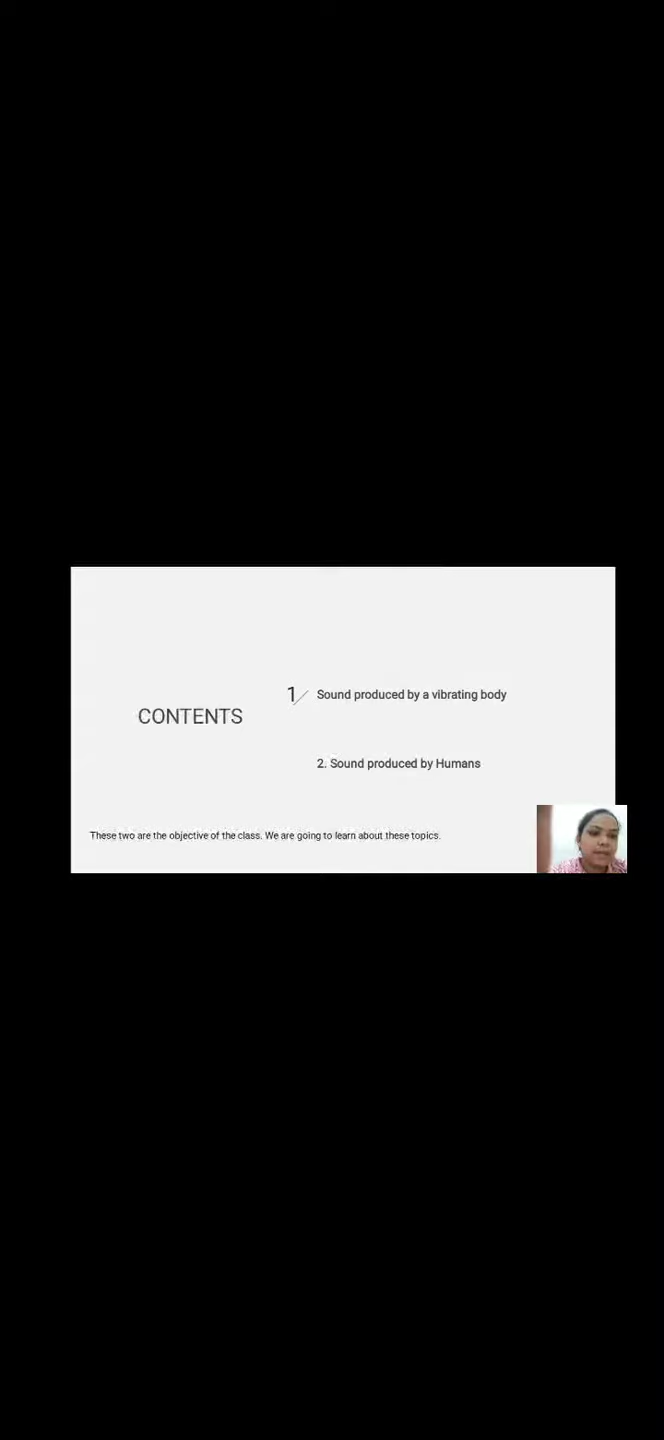 CONTENTS
1 Sound produced by a vibrating body
2. Sound produced by Humans
These two are the objective of the class. We are going to learn about these topics.